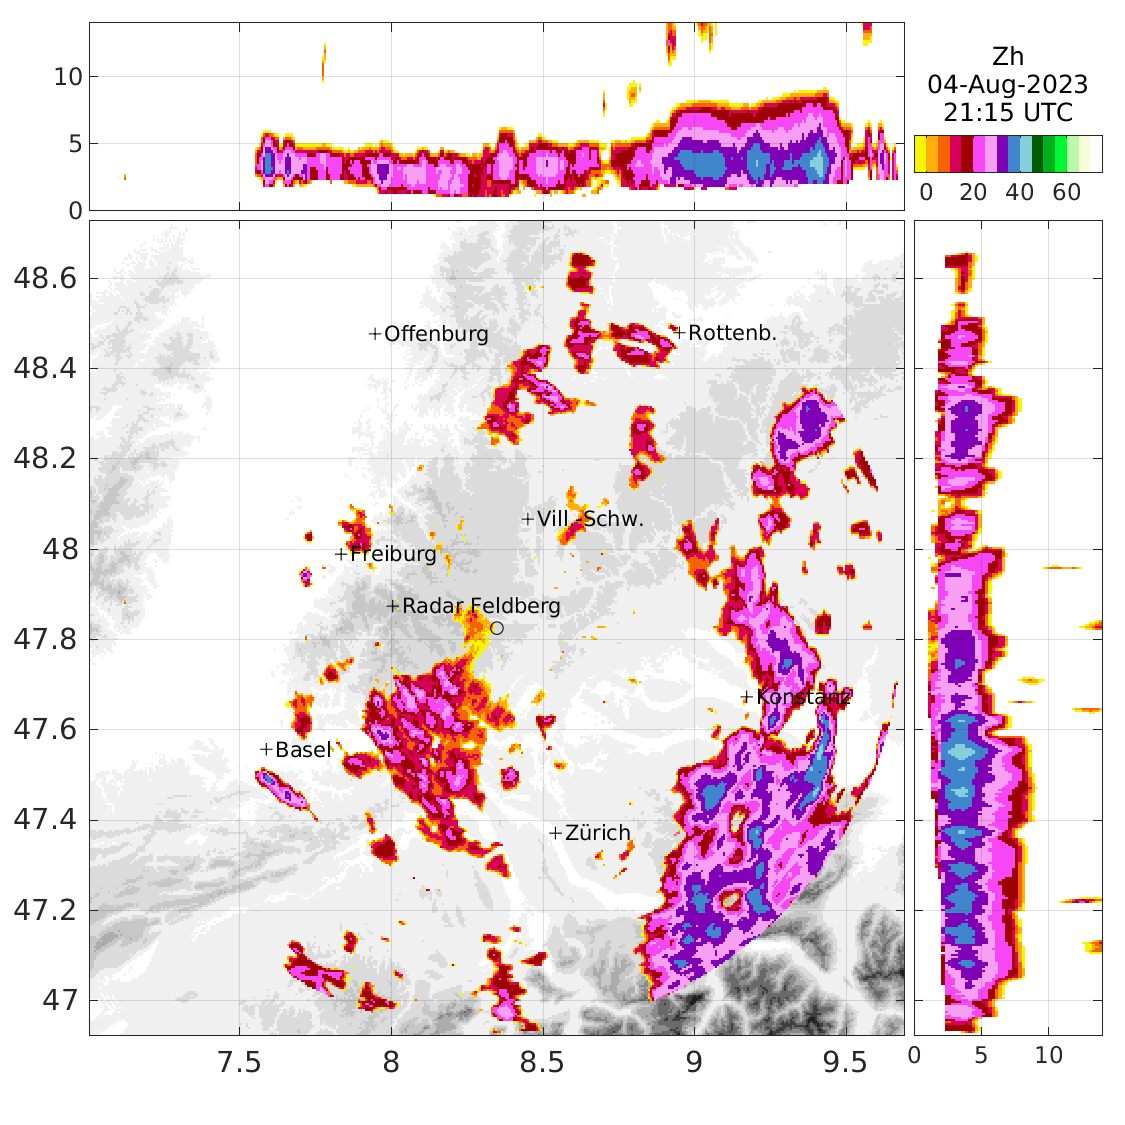 10
5
0
Zh
04-Aug-2023
21:15 UTC
0 20 40 60
48.6
48.4
48.2
48
47.8
47.6
47.4
47.2
47
+Offenburg
+Rottenb.
+Vill.-Schw.
+Freiburg
+Radar Feldberg
+Konstanz
+Basel
+Zürich
7.5 8 8.5 9 9.5
0 5 10